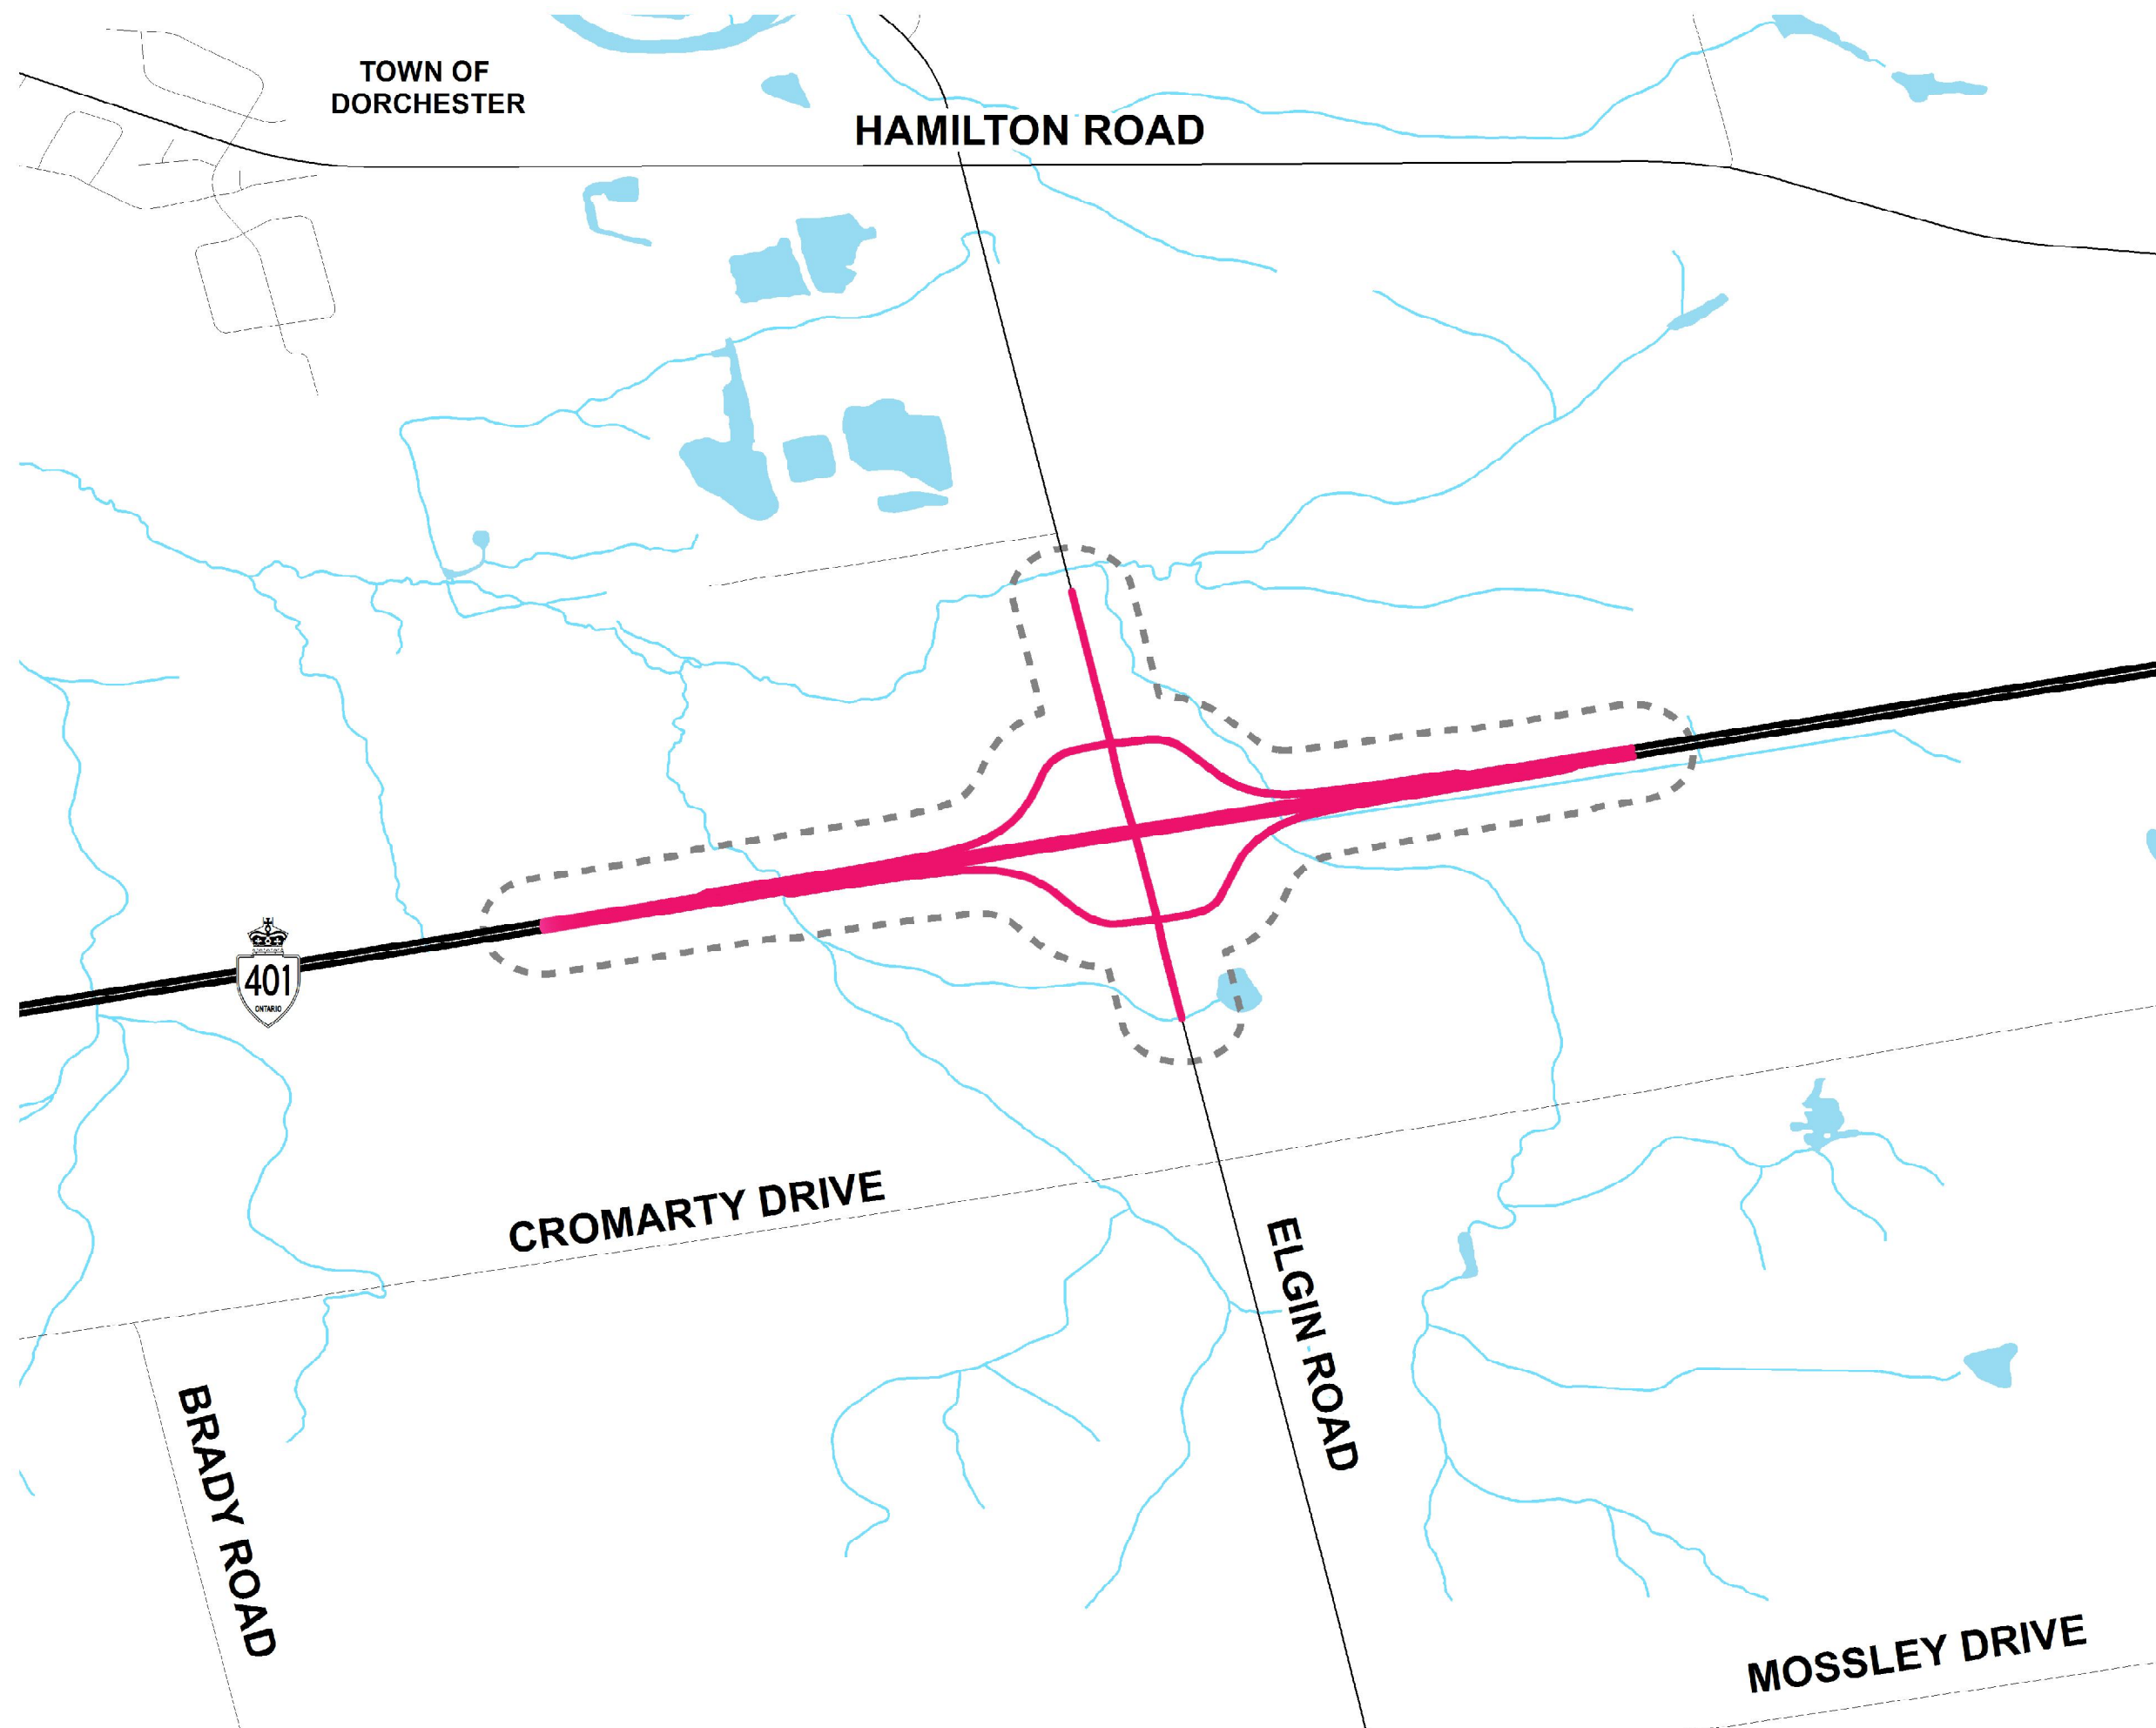 TOWN OF
DORCHESTER
HAMILTON ROAD
401
ONTARIO
CROMARTY DRIVE
ELGIN ROAD
BRADY ROAD
MOSSLEY DRIVE